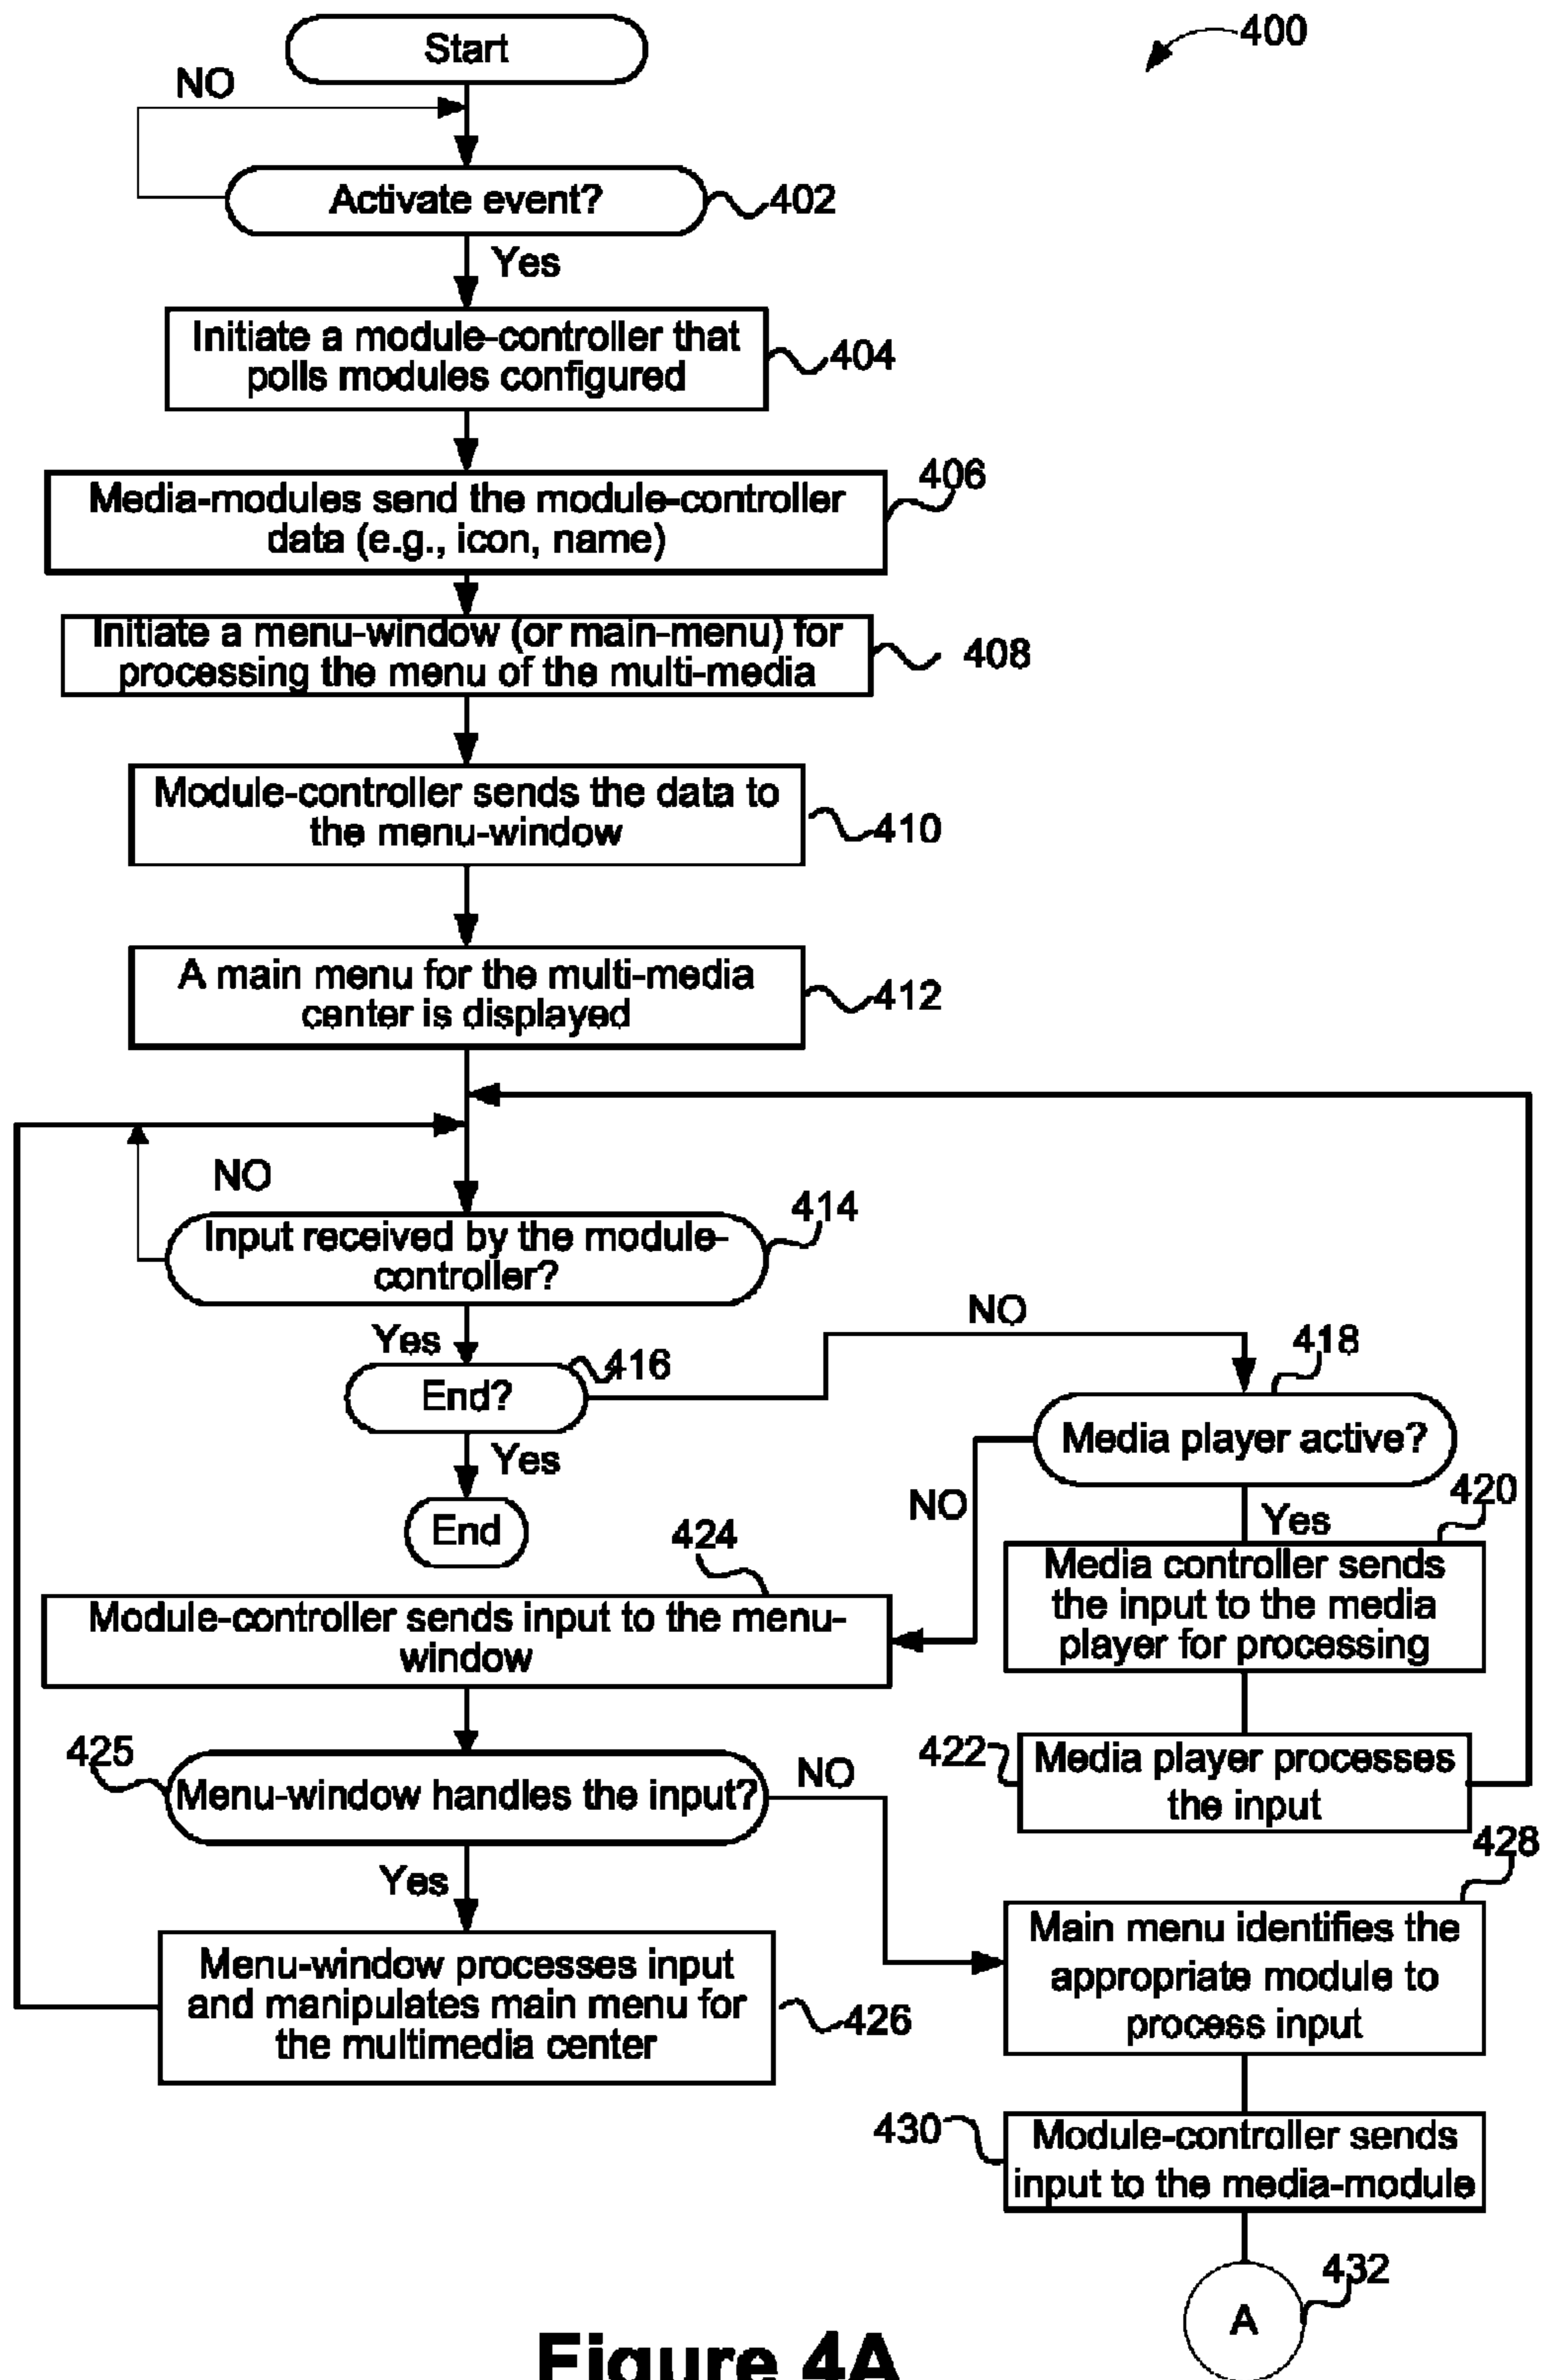 400
Start
NO
Activate event?
402
Yes
Initiate a module-controller that
polls modules configured
404
Media-modules send the module-controller
data (e.g., icon, name)
406
Initiate a menu-window (or main-menu) for
processing the menu of the multi-media
408
Module-controller sends the data to
the menu-window
410
A main menu for the multi-media
center is displayed
412
NO
Input received by the module-
controller?
414
Yes
End?
416
NO
Yes
End
418
Media player active?
NO
Yes
420
Media controller sends
the input to the media
player for processing
424
Module-controller sends input to the menu-
window
422
Media player processes
the input
425
Menu-window handles the input?
NO
Yes
Menu-window processes input
and manipulates main menu for
the multimedia center
426
428
Main menu identifies the
appropriate module to
process input
430
Module-controller sends
input to the media-module
A
432
Figure 4A